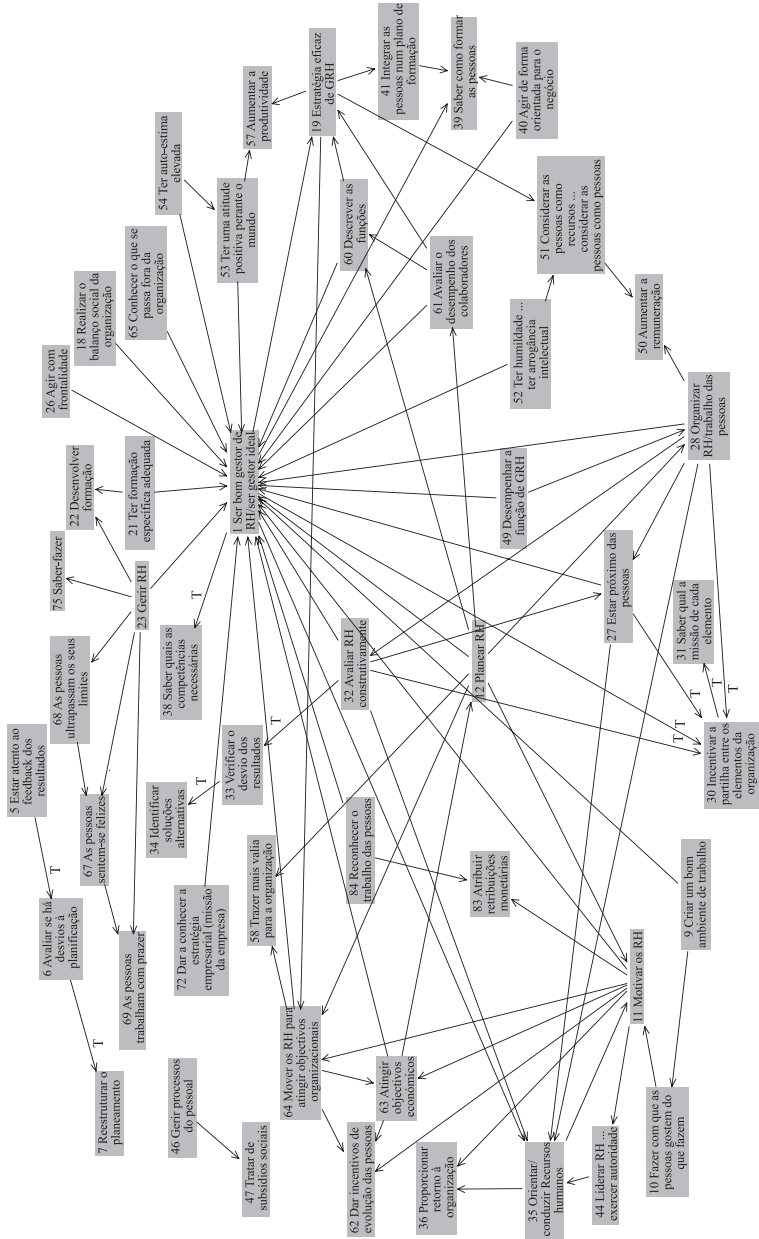 5 Estar atento ao
feedback dos
resultados
6 Avaliar se há
desvios à
planificação
7 Reestruturar o
planeamento
T
T
26 Agir com
frontalidade
18 Realizar o
balanço social da
organização
65 Conhecer o que se
passa fora da
organização
54 Ter auto-estima
elevada
53 Ter uma atitude
positiva perante o
mundo
57 Aumentar a
produtividade
19 Estratégia eficaz
de GRH
41 Integrar as
pessoas num plano de
formação
39 Saber como formar
as pessoas
40 Agir de forma
orientada para o
negócio
22 Desenvolver
formação
21 Ter formação
específica adequada
75 Saber-fazer
23 Gerir RH
68 As pessoas
ultrapassam os seus
limites
67 As pessoas
sentem-se felizes
69 As pessoas
trabalham com prazer
46 Gerir processos
do pessoal
47 Tratar de
subsídios sociais
1 Ser bom gestor de
RH/ser gestor ideal
38 Saber quais as
competências
necessárias
T
34 Identificar
soluções
alternativas
T
33 Verificar o
desvio dos
resultados
T
72 Dar a conhecer a
estratégia
empresarial (missão
da empresa)
58 Trazer mais valia
para a organização
64 Mover os RH para
atingir objectivos
organizacionais
63 Atingir
objectivos
económicos
62 Dar incentivos de
evolução das pessoas
36 Proporcionar
retorno à
organização
35 Orientar/
conduzir Recursos
humanos
44 Liderar RH ...
exercer autoridade
10 Fazer com que as
pessoas gostem do
que fazem
11 Motivar os RH
9 Criar um bom
ambiente de trabalho
83 Atribuir
retribuições
monetárias
84 Reconhecer o
trabalho das pessoas
32 Avaliar RH
construtivamente
12 Planear RH
60 Descrever as
funções
61 Avaliar o
desempenho dos
colaboradores
51 Considerar as
pessoas como
recursos ...
considerar as
pessoas como pessoas
52 Ter humildade ...
ter arrogância
intelectual
50 Aumentar a
remuneração
49 Desempenhar a
função de GRH
28 Organizar
RH/trabalho das
pessoas
27 Estar próximo das
pessoas
31 Saber qual a
missão de cada
elemento
30 Incentivar a
partilha entre os
elementos da
organização
T
T
T
T
T